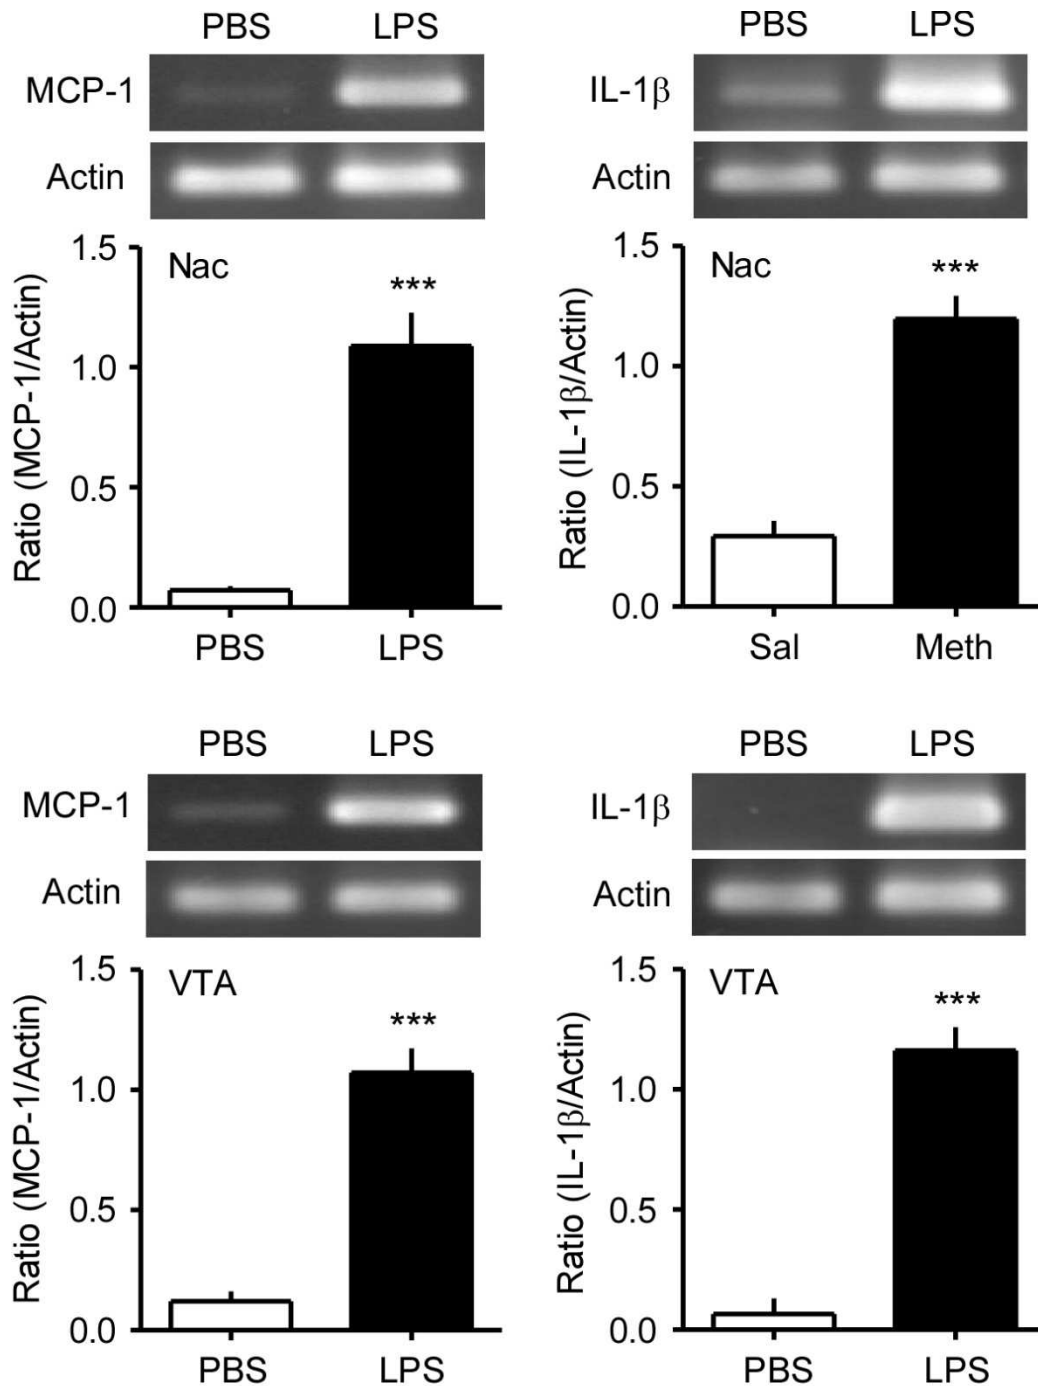 PBS LPS
MCP-1
Actin
1.5
1.0
0.5
0.0
Ratio (MCP-1/Actin)
Nac
***
PBS LPS
PBS LPS
IL-1β
Actin
1.5
1.0
0.5
0.0
Ratio (IL-1β/Actin)
Nac
***
Sal Meth
PBS LPS
MCP-1
Actin
1.5
1.0
0.5
0.0
Ratio (MCP-1/Actin)
VTA
***
PBS LPS
PBS LPS
IL-1β
Actin
1.5
1.0
0.5
0.0
Ratio (IL-1β/Actin)
VTA
***
PBS LPS